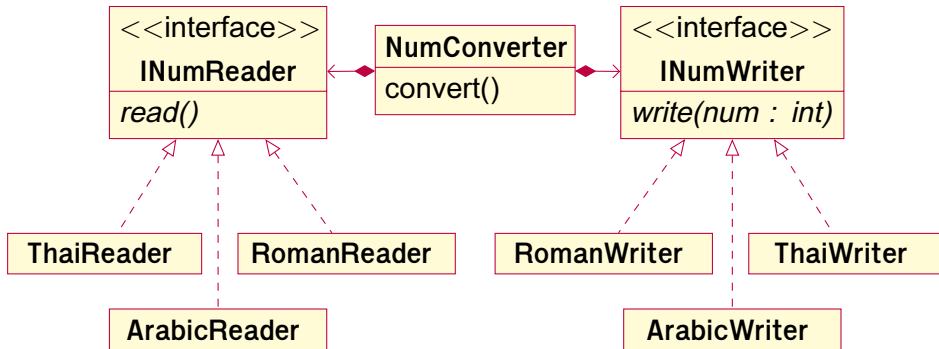 <<interface>>
INumReader
read()
NumConverter
convert()
<<interface>>
INumWriter
write(num : int)
ThaiReader
RomanReader
ArabicReader
RomanWriter
ThaiWriter
ArabicWriter